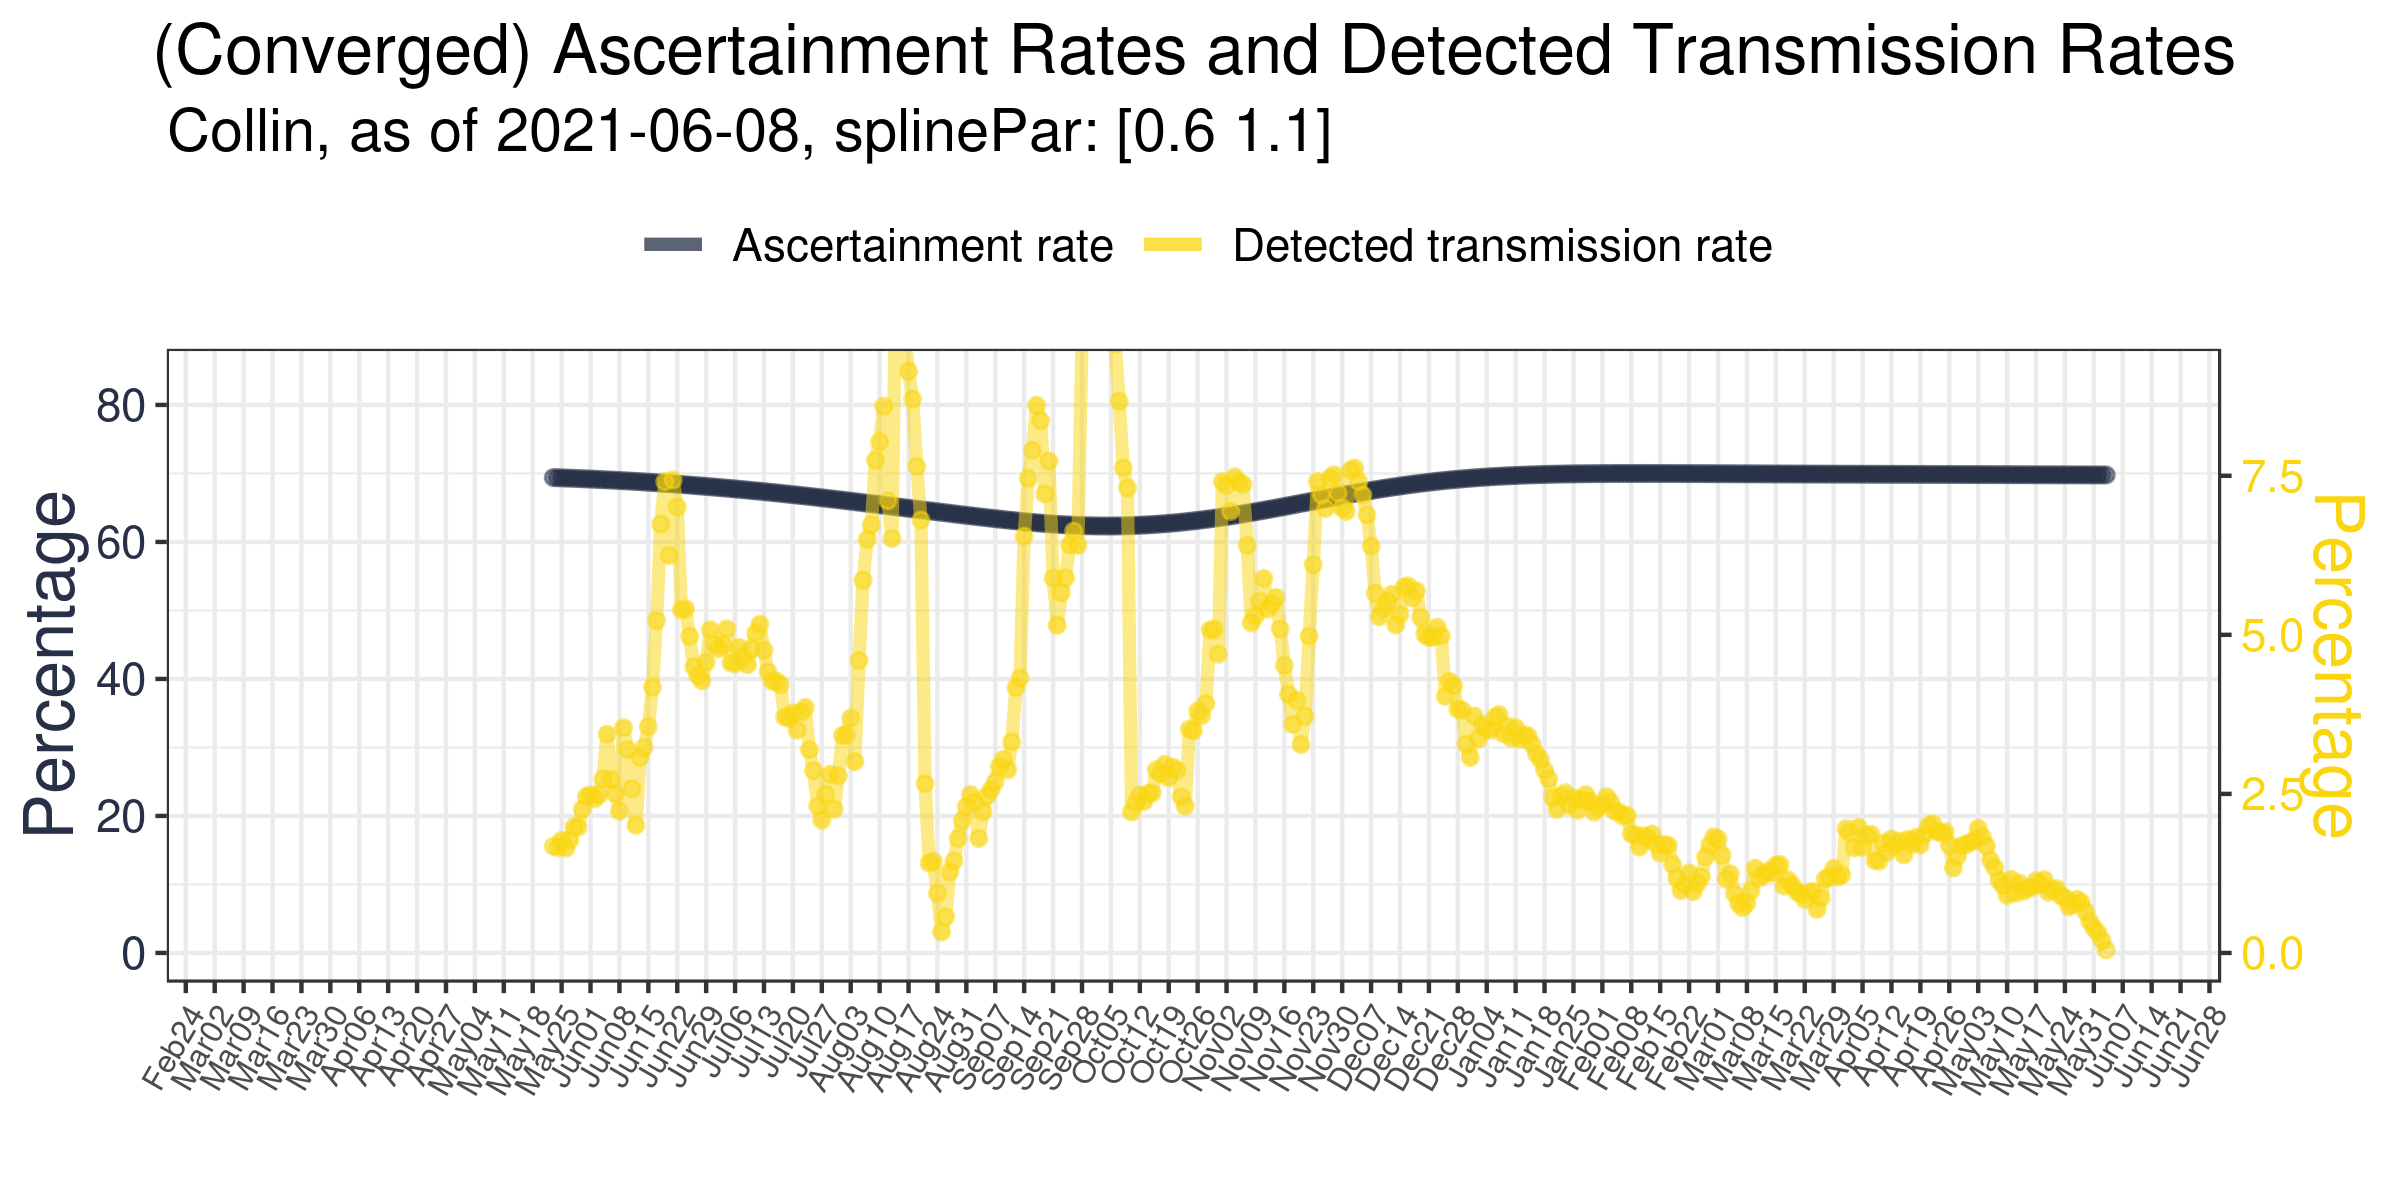 (Converged) Ascertainment Rates and Detected Transmission Rates
Collin, as of 2021-06-08, splinePar: [0.6 1.1]
Ascertainment rate Detected transmission rate
Percentage
80
60
40
20
0
7.5
5.0
2.5
0.0
Percentage
Feb24
Mar02
Mar09
Mar16
Mar23
Mar30
Apr06
Apr13
Apr20
Apr27
May04
May11
May18
May25
Jun01
Jun08
Jun15
Jun22
Jun29
Jul06
Jul13
Jul20
Jul27
Aug03
Aug10
Aug17
Aug24
Aug31
Sep07
Sep14
Sep21
Sep28
Oct05
Oct12
Oct19
Oct26
Nov02
Nov09
Nov16
Nov23
Nov30
Dec07
Dec14
Dec21
Dec28
Jan04
Jan11
Jan18
Jan25
Feb01
Feb08
Feb15
Feb22
Mar01
Mar08
Mar15
Mar22
Mar29
Apr05
Apr12
Apr19
Apr26
May03
May10
May17
May24
May31
Jun07
Jun14
Jun21
Jun28